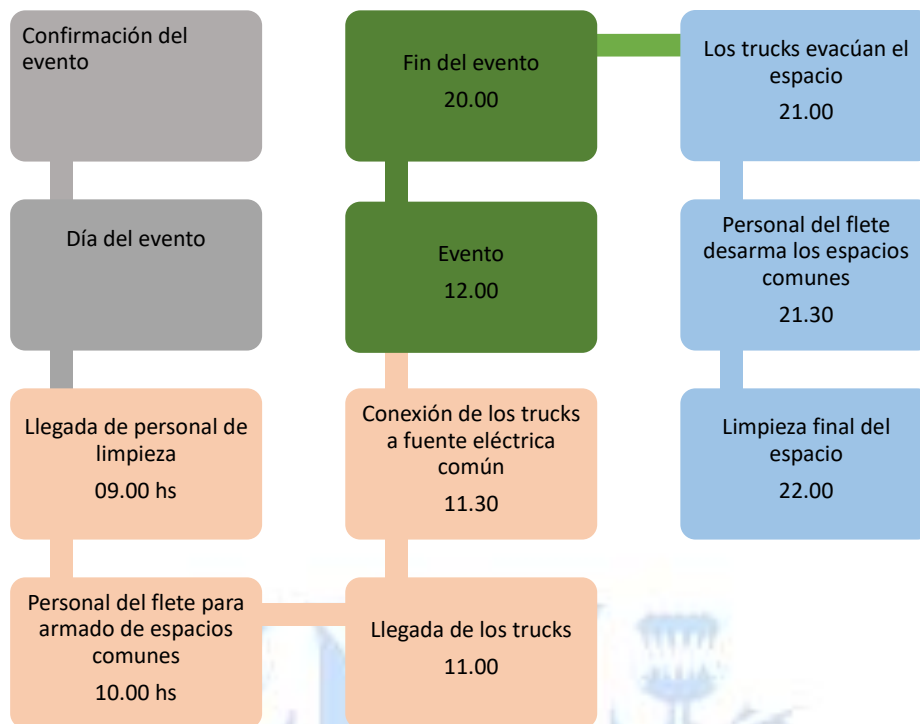 Confirmación del
evento
Día del evento
Llegada de personal de
limpieza
09.00 hs
Personal del flete para
armado de espacios
comunes
10.00 hs
Llegada de los trucks
11.00
Conexión de los trucks
a fuente eléctrica
común
11.30
Evento
12.00
Fin del evento
20.00
Los trucks evacúan el
espacio
21.00
Personal del flete
desarma los espacios
comunes
21.30
Limpieza final del
espacio
22.00